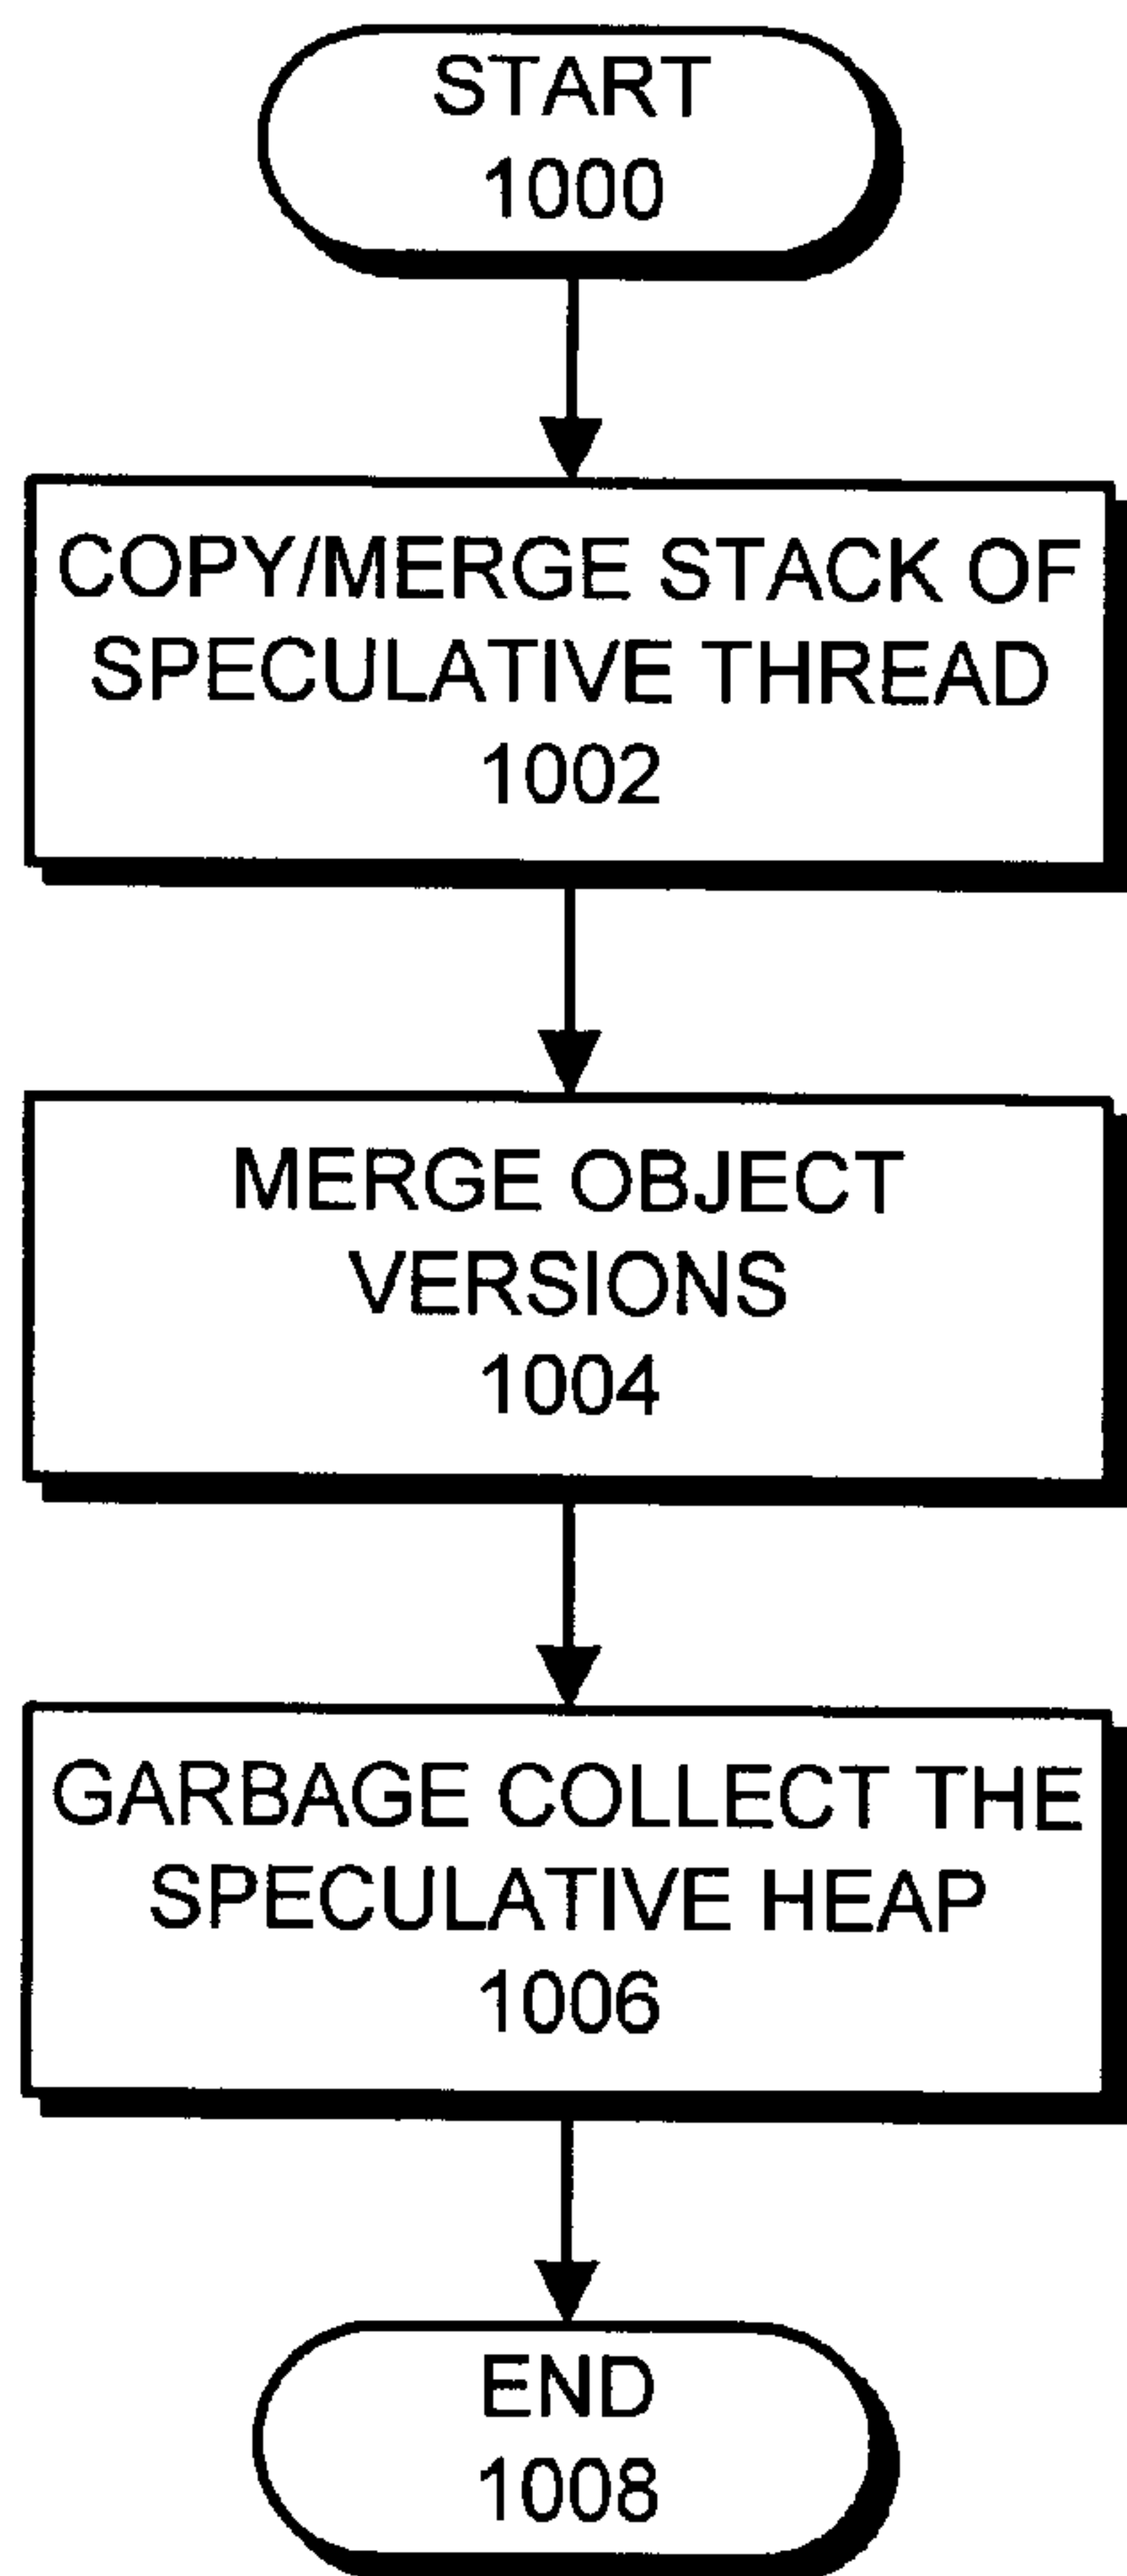 START
1000
COPY/MERGE STACK OF
SPECULATIVE THREAD
1002
MERGE OBJECT
VERSIONS
1004
GARBAGE COLLECT THE
SPECULATIVE HEAP
1006
END
1008